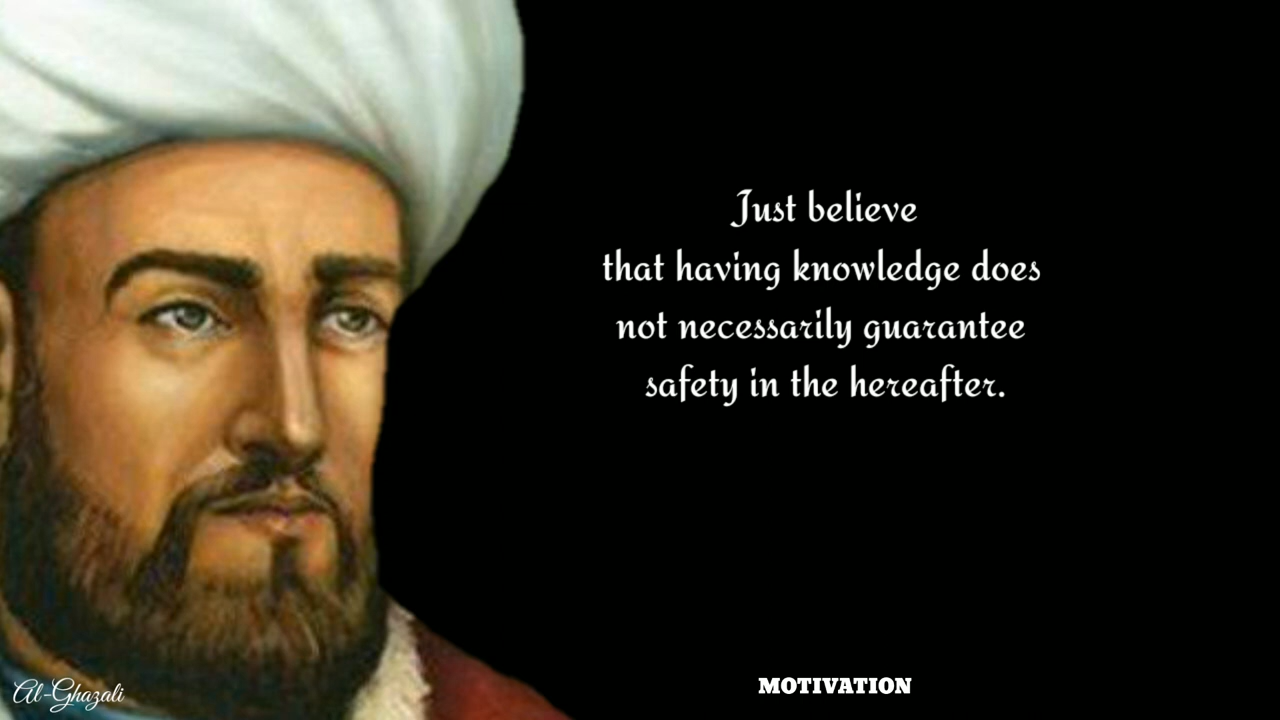 Just believe
that having knowledge does
not necessarily guarantee
safety in the hereafter.
Al-Ghazali
MOTIVATION